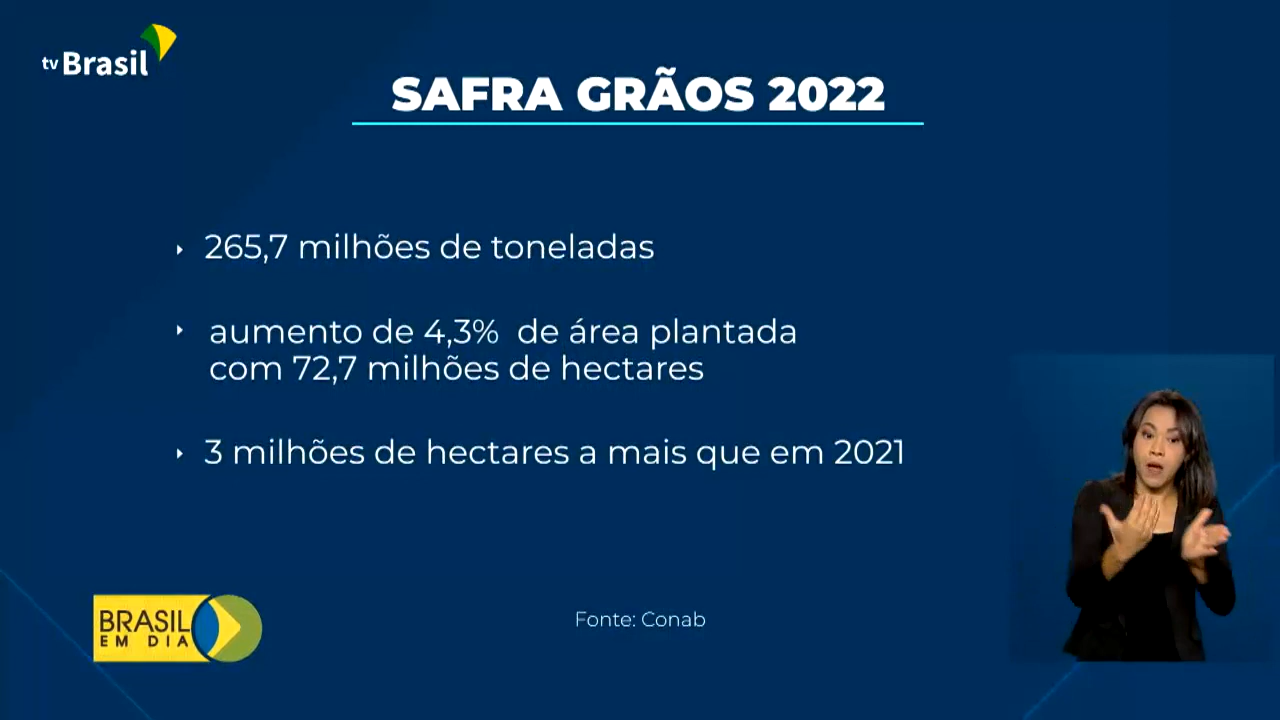 tv Brasil
SAFRA GRÃOS 2022
265,7 milhões de toneladas
aumento de 4,3% de área plantada
com 72,7 milhões de hectares
3 milhões de hectares a mais que em 2021
BRASIL
EM DIA
Fonte: Conab